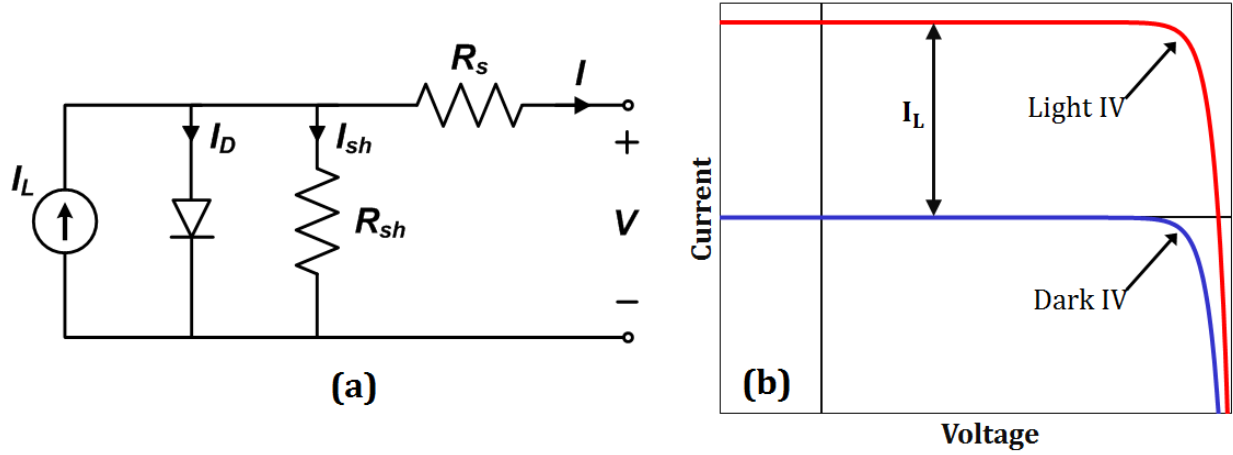 R_s
I
I_D
I_sh
I_L
R_sh
+
V
−
(a)
Current
I_L
Light IV
Dark IV
(b)
Voltage